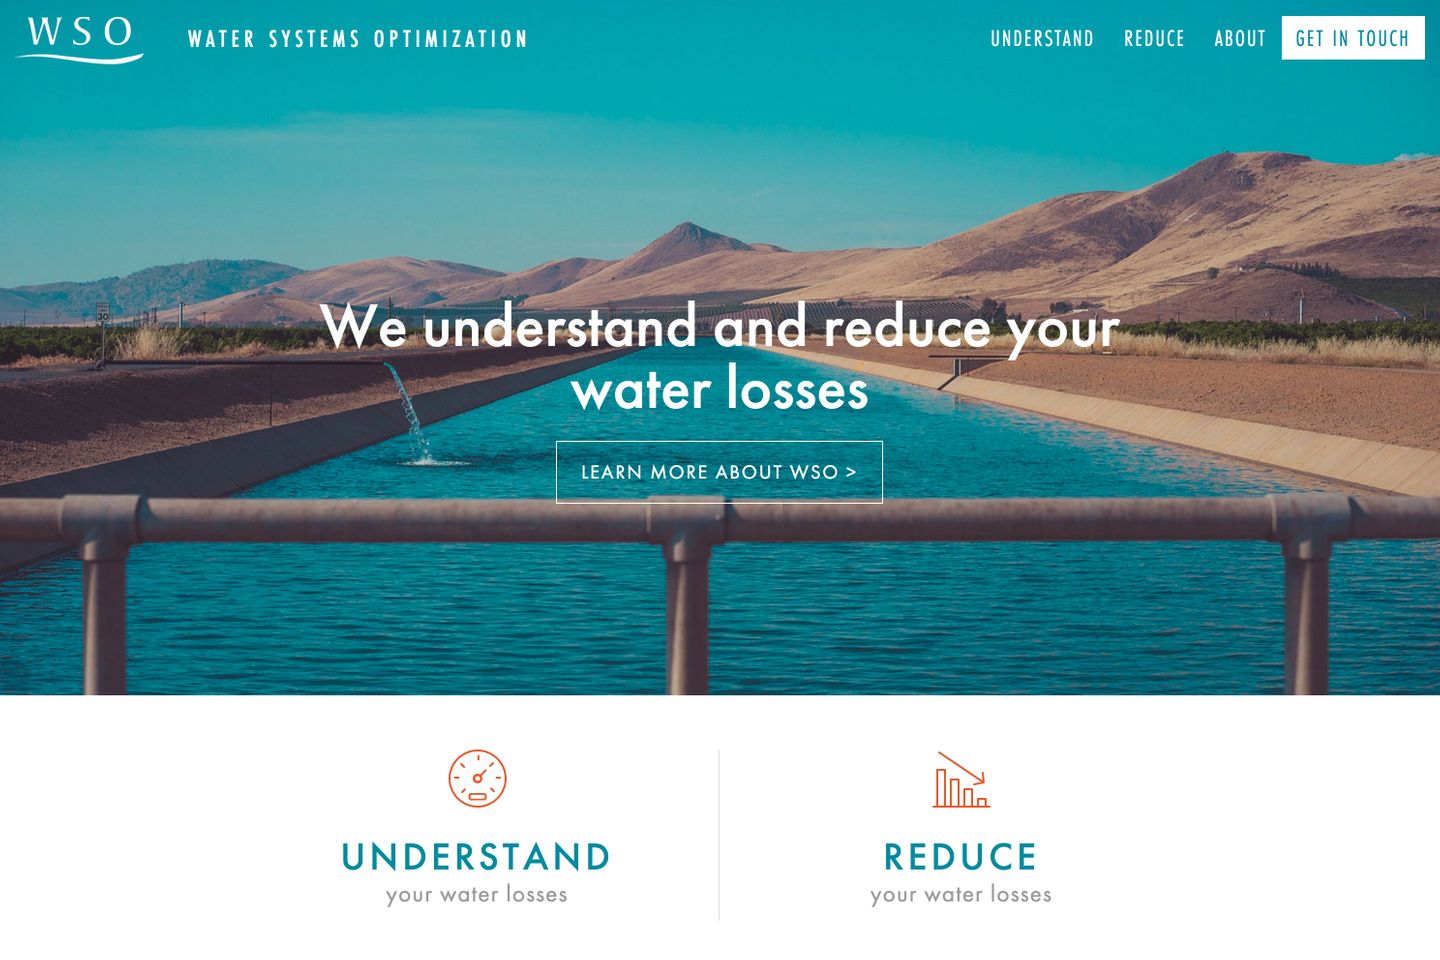 WSO
WATER SYSTEMS OPTIMIZATION
UNDERSTAND
REDUCE
ABOUT
GET IN TOUCH
30
We understand and reduce your
water losses
LEARN MORE ABOUT WSO >
UNDERSTAND
your water losses
REDUCE
your water losses